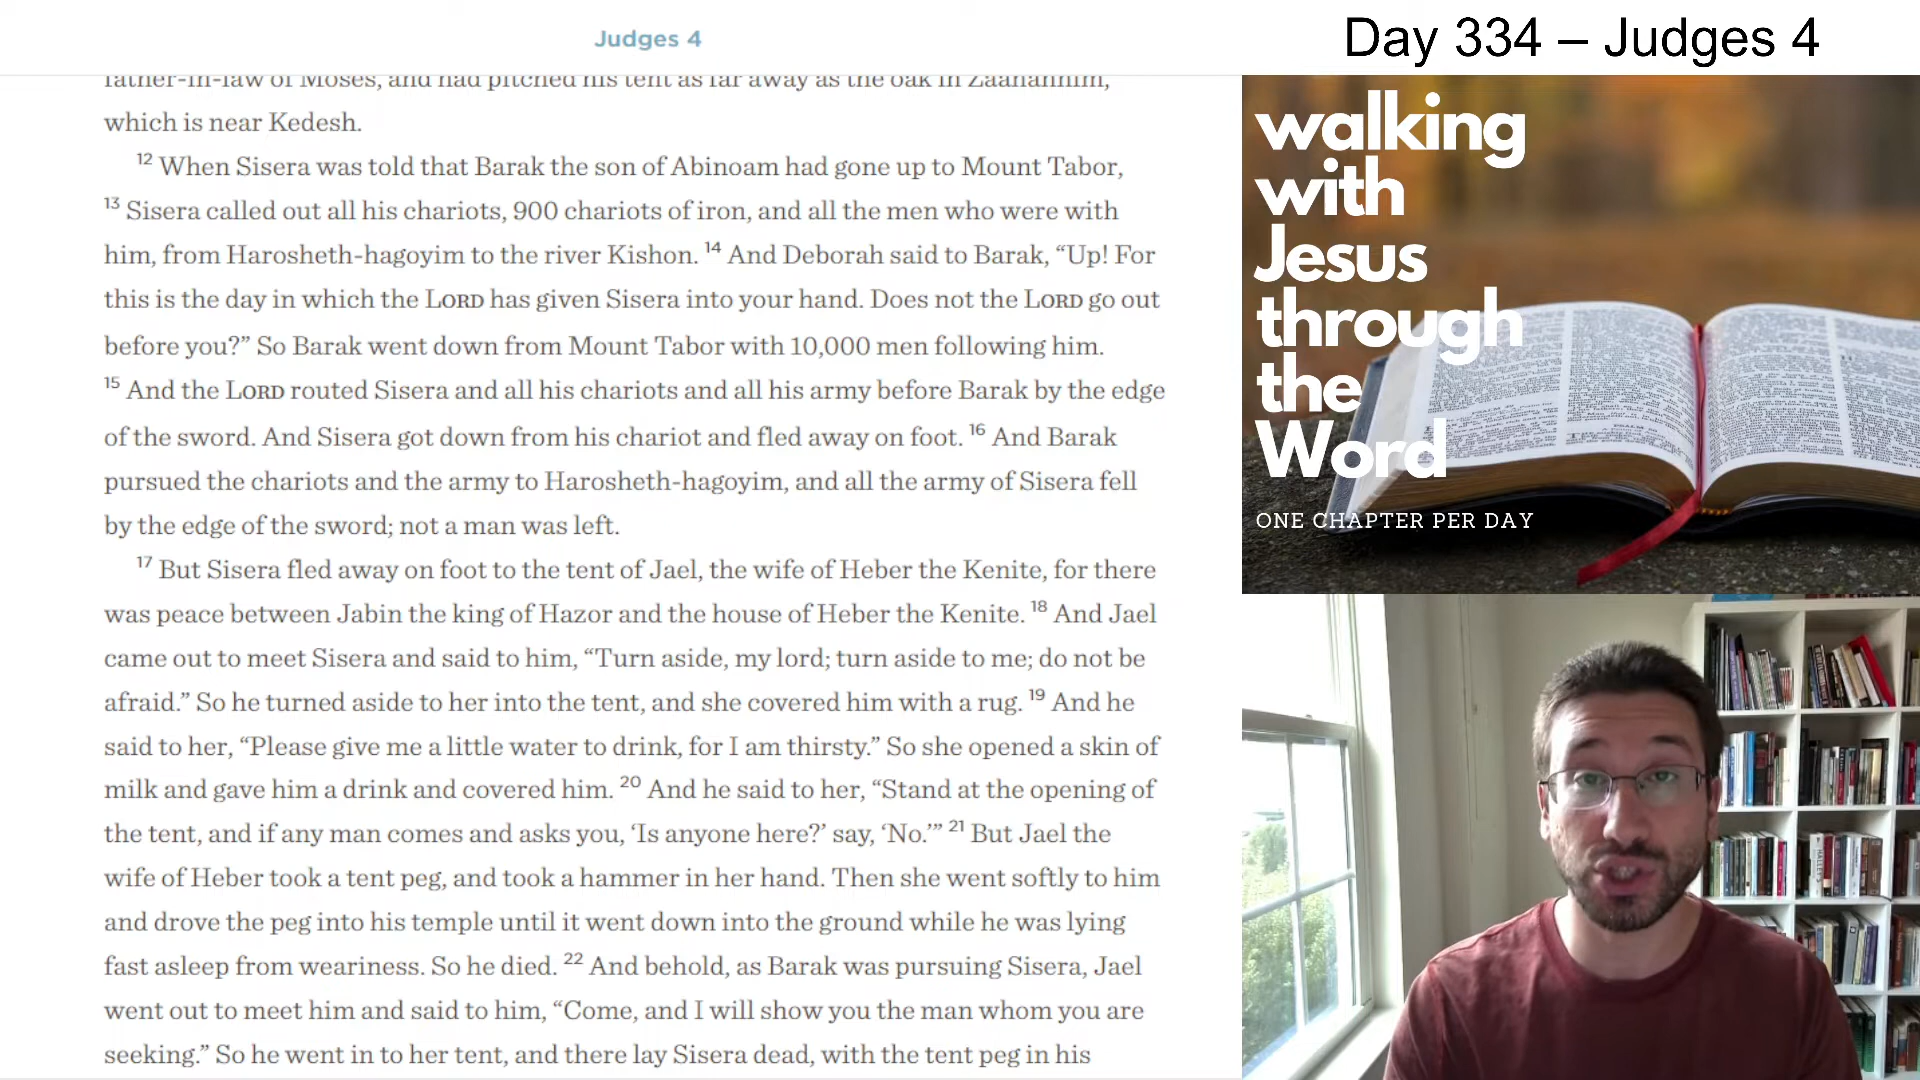 Judges 4
Day 334 – Judges 4
father-in-law of Moses, and had pitched his tent as far away as the oak in Zaanannim,
which is near Kedesh.
12 When Sisera was told that Barak the son of Abinoam had gone up to Mount Tabor,
13 Sisera called out all his chariots, 900 chariots of iron, and all the men who were with
him, from Harosheth-hagoyim to the river Kishon. 14 And Deborah said to Barak, “Up! For
this is the day in which the LORD has given Sisera into your hand. Does not the LORD go out
before you?” So Barak went down from Mount Tabor with 10,000 men following him.
15 And the LORD routed Sisera and all his chariots and all his army before Barak by the edge
of the sword. And Sisera got down from his chariot and fled away on foot. 16 And Barak
pursued the chariots and the army to Harosheth-hagoyim, and all the army of Sisera fell
by the edge of the sword; not a man was left.
17 But Sisera fled away on foot to the tent of Jael, the wife of Heber the Kenite, for there
was peace between Jabin the king of Hazor and the house of Heber the Kenite. 18 And Jael
came out to meet Sisera and said to him, “Turn aside, my lord; turn aside to me; do not be
afraid.” So he turned aside to her into the tent, and she covered him with a rug. 19 And he
said to her, “Please give me a little water to drink, for I am thirsty.” So she opened a skin of
milk and gave him a drink and covered him. 20 And he said to her, “Stand at the opening of
the tent, and if any man comes and asks you, ‘Is anyone here?’ say, ‘No.’” 21 But Jael the
wife of Heber took a tent peg, and took a hammer in her hand. Then she went softly to him
and drove the peg into his temple until it went down into the ground while he was lying
fast asleep from weariness. So he died. 22 And behold, as Barak was pursuing Sisera, Jael
went out to meet him and said to him, “Come, and I will show you the man whom you are
seeking.” So he went in to her tent, and there lay Sisera dead, with the tent peg in his
walking
with
Jesus
through
the
Word
ONE CHAPTER PER DAY